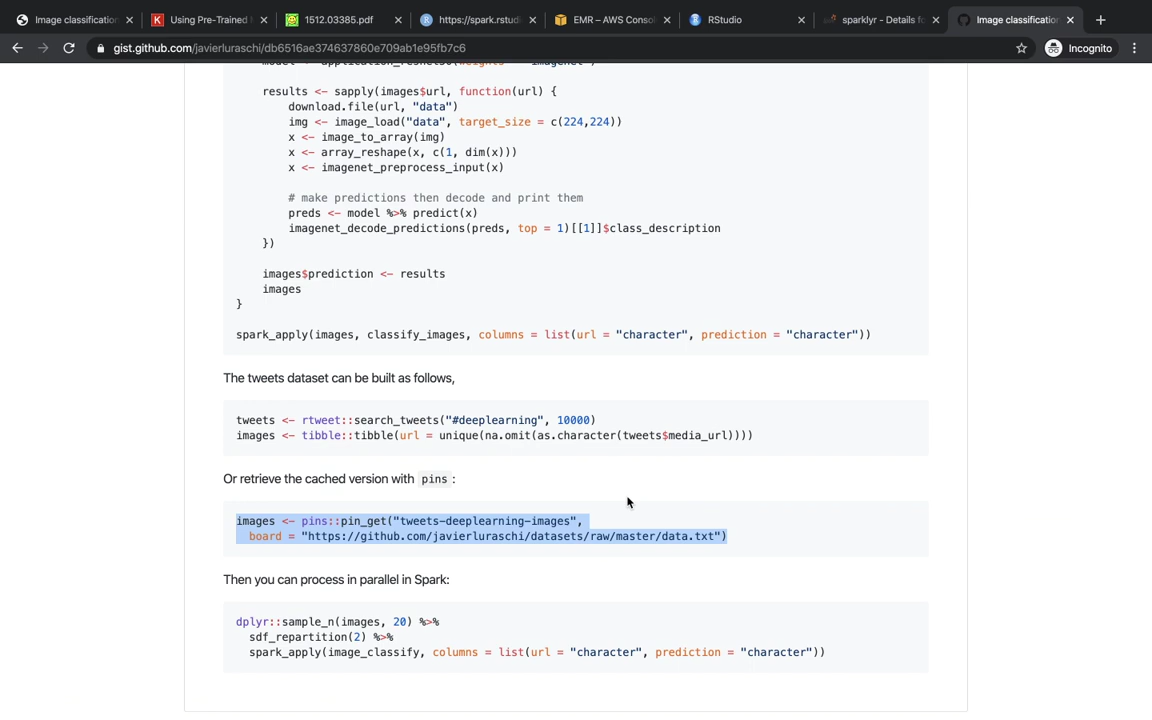 Image classification
Using Pre-Trained
1512.03385.pdf
https://spark.rstud
EMR – AWS Conso
RStudio
sparklyr - Details fo
Image classification
gist.github.com/javierluraschi/db6516ae374637860e709ab1e95fb7c6
Incognito
results <- sapply(images$url, function(url) {
download.file(url, "data")
img <- image_load("data", target_size = c(224,224))
x <- image_to_array(img)
x <- array_reshape(x, c(1, dim(x)))
x <- imagenet_preprocess_input(x)
# make predictions then decode and print them
preds <- model %>% predict(x)
imagenet_decode_predictions(preds, top = 1)[[1]]$class_description
})
images$prediction <- results
images
}
spark_apply(images, classify_images, columns = list(url = "character", prediction = "character"))
The tweets dataset can be built as follows,
tweets <- rtweet::search_tweets("#deeplearning", 10000)
images <- tibble::tibble(url = unique(na.omit(as.character(tweets$media_url))))
Or retrieve the cached version with pins :
images <- pins::pin_get("tweets-deeplearning-images",
board = "https://github.com/javierluraschi/datasets/raw/master/data.txt")
Then you can process in parallel in Spark:
dplyr::sample_n(images, 20) %>%
sdf_repartition(2) %>%
spark_apply(image_classify, columns = list(url = "character", prediction = "character"))